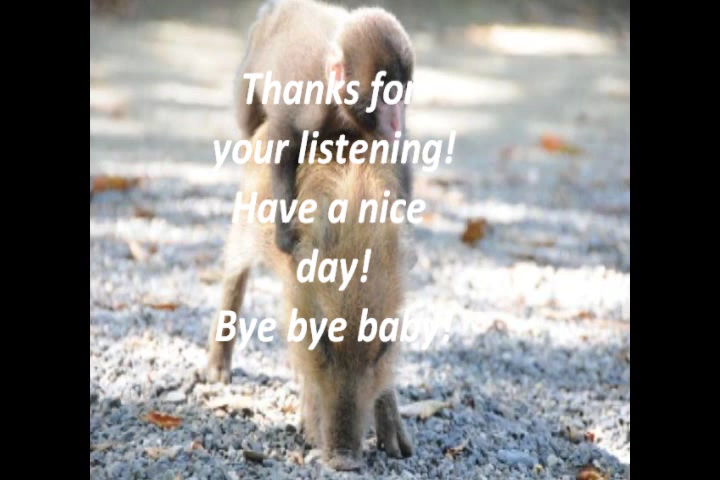 Thanks for
your listening!
Have a nice
day!
Bye bye baby!